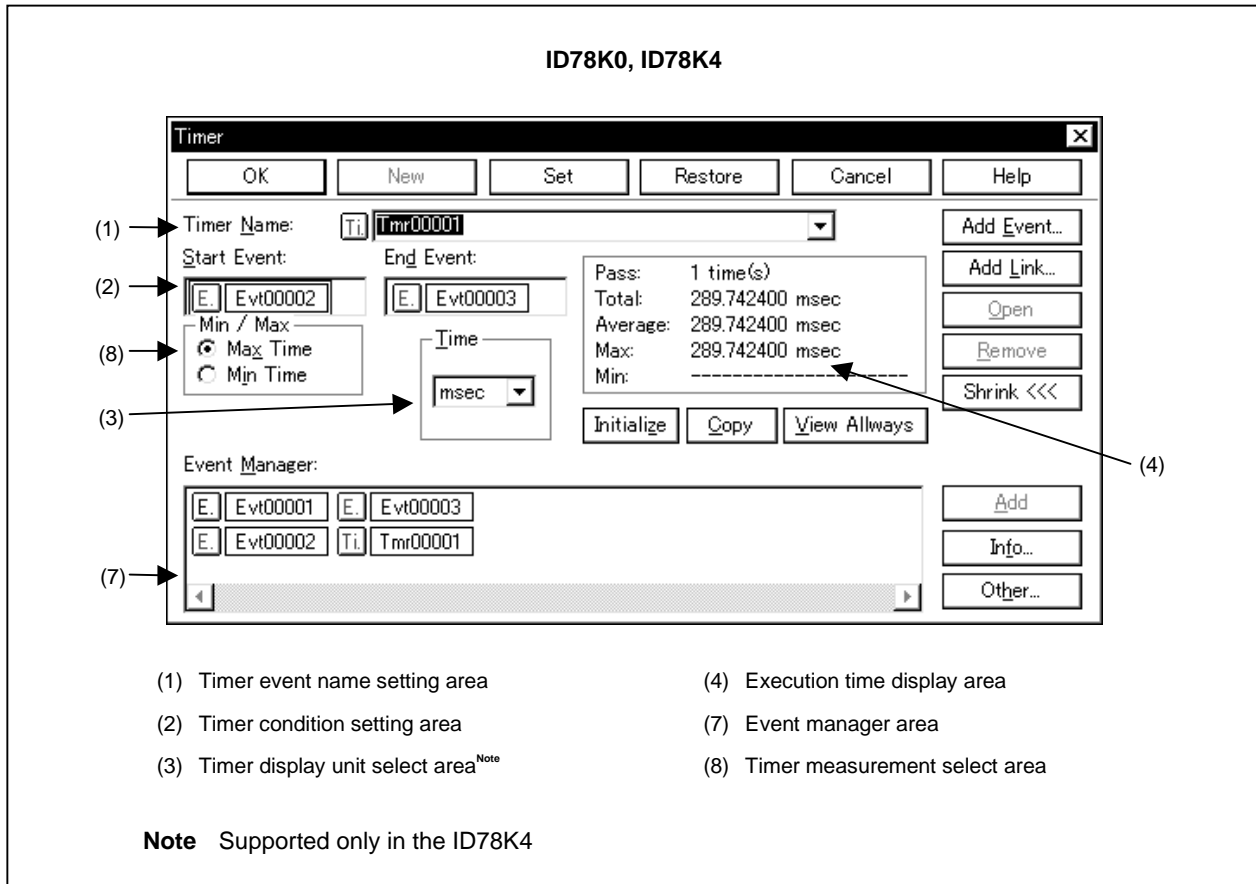 ID78K0, ID78K4
Timer
OK New Set Restore Cancel Help
(1) Timer Name: Ti. Tmr00001 Add Event...
Start Event: End Event: Add Link...
(2) E. Evt00002 E. Evt00003
Pass: 1 time(s)
Total: 289.742400 msec
Average: 289.742400 msec
Max: 289.742400 msec
Min: --------------------------
Open
Min / Max
(8) Max Time
Min Time
Time
(3) msec
Remove
Shrink <<<
Initialize Copy View Allways
(4)
Event Manager:
E. Evt00001 E. Evt00003 Add
E. Evt00002 Ti. Tmr00001 Info...
(7) Other...
(1) Timer event name setting area (4) Execution time display area
(2) Timer condition setting area (7) Event manager area
(3) Timer display unit select area Note (8) Timer measurement select area
Note Supported only in the ID78K4